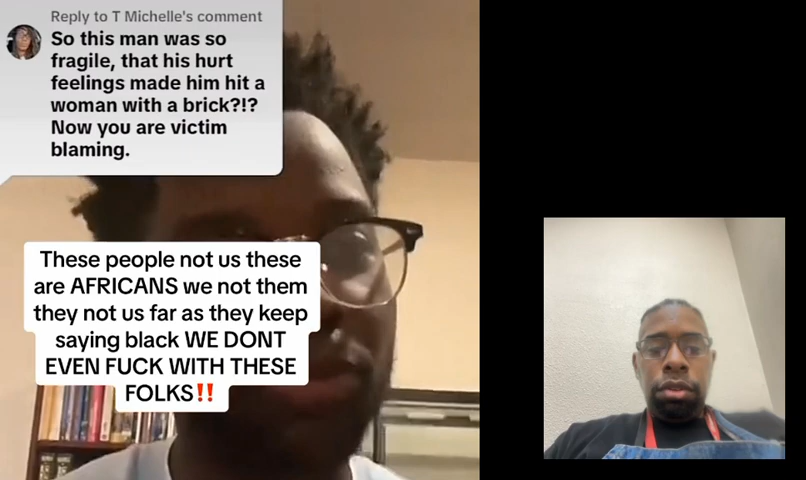 Reply to T Michelle's comment
So this man was so
fragile, that his hurt
feelings made him hit a
woman with a brick?!?
Now you are victim
blaming.
These people not us these
are AFRICANS we not them
they not us far as they keep
saying black WE DONT
EVEN FUCK WITH THESE
FOLKS‼️